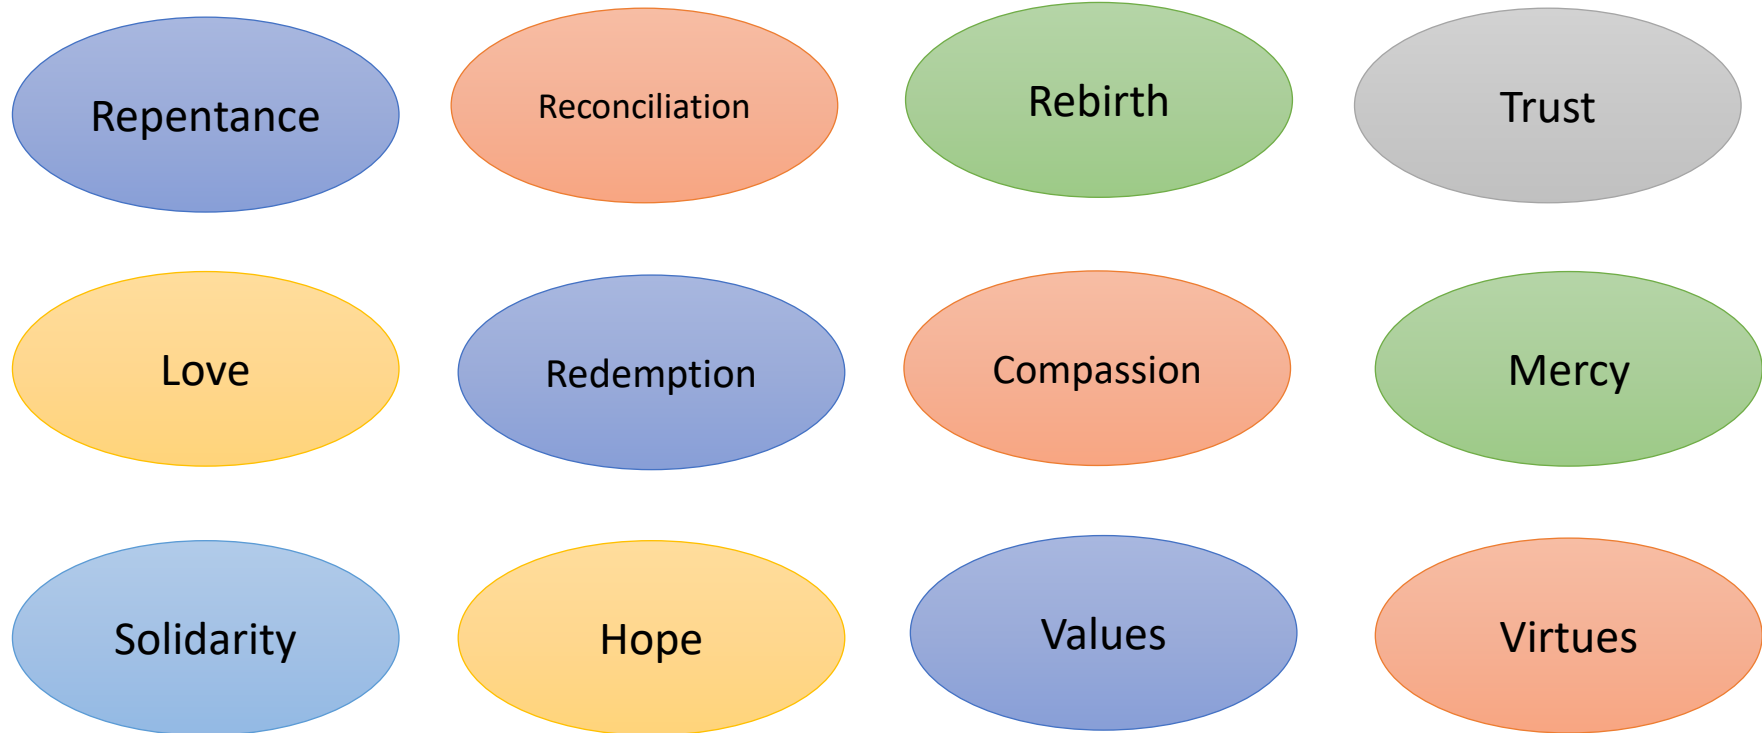 Repentance
Reconciliation
Rebirth
Trust
Love
Redemption
Compassion
Mercy
Solidarity
Hope
Values
Virtues